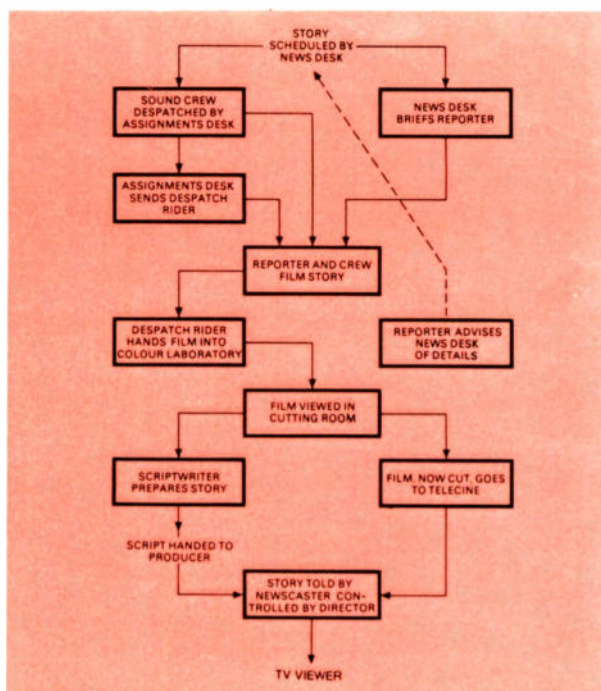 STORY
SCHEDULED BY
NEWS DESK
SOUND CREW
DESPATCHED BY
ASSIGNMENTS DESK
NEWS DESK
BRIEFS REPORTER
ASSIGNMENTS DESK
SENDS DESPATCH
RIDER
REPORTER AND CREW
FILM STORY
DESPATCH RIDER
HANDS FILM INTO
COLOUR LABORATORY
REPORTER ADVISES
NEWS DESK
OF DETAILS
FILM VIEWED IN
CUTTING ROOM
SCRIPTWRITER
PREPARES STORY
FILM, NOW CUT, GOES
TO TELECINE
SCRIPT HANDED TO
PRODUCER
STORY TOLD BY
NEWSCASTER CON-
TROLLED BY DIRECTOR
TV VIEWER